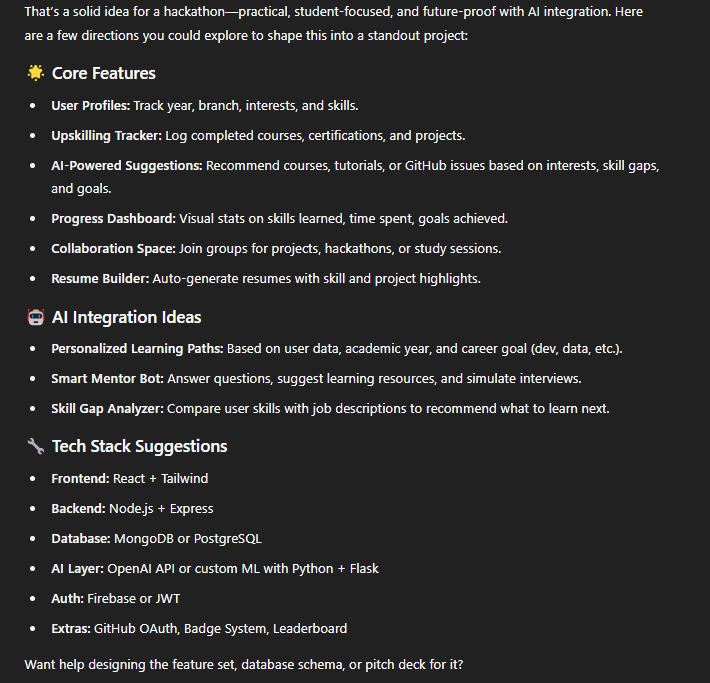 That's a solid idea for a hackathon—practical, student-focused, and future-proof with AI integration. Here
are a few directions you could explore to shape this into a standout project:
🌟 Core Features
• User Profiles: Track year, branch, interests, and skills.
• Upskilling Tracker: Log completed courses, certifications, and projects.
• AI-Powered Suggestions: Recommend courses, tutorials, or GitHub issues based on interests, skill gaps,
and goals.
• Progress Dashboard: Visual stats on skills learned, time spent, goals achieved.
• Collaboration Space: Join groups for projects, hackathons, or study sessions.
• Resume Builder: Auto-generate resumes with skill and project highlights.
🤖 AI Integration Ideas
• Personalized Learning Paths: Based on user data, academic year, and career goal (dev, data, etc.).
• Smart Mentor Bot: Answer questions, suggest learning resources, and simulate interviews.
• Skill Gap Analyzer: Compare user skills with job descriptions to recommend what to learn next.
🔧 Tech Stack Suggestions
• Frontend: React + Tailwind
• Backend: Node.js + Express
• Database: MongoDB or PostgreSQL
• AI Layer: OpenAI API or custom ML with Python + Flask
• Auth: Firebase or JWT
• Extras: GitHub OAuth, Badge System, Leaderboard
Want help designing the feature set, database schema, or pitch deck for it?